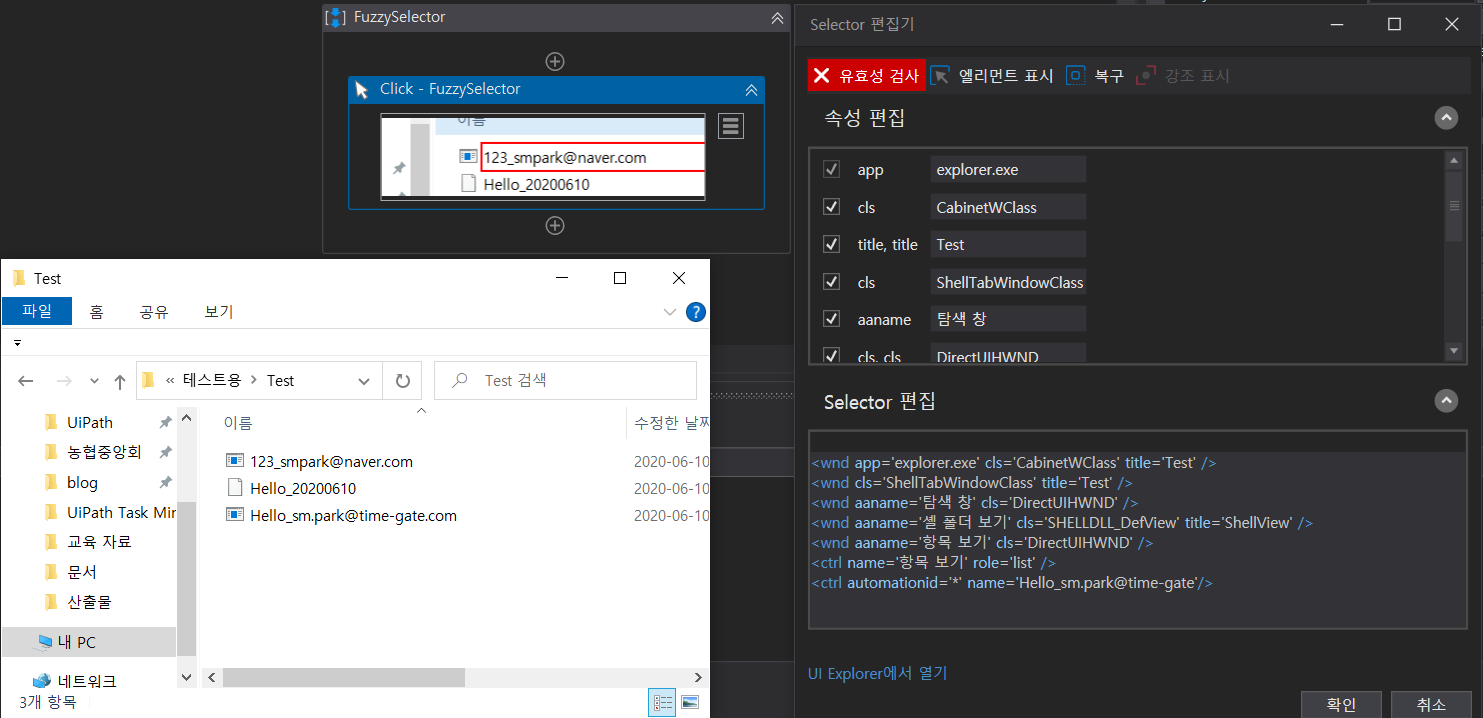 FuzzySelector
Click - FuzzySelector
이름
123_smpark@naver.com
Hello_20200610
Test
파일 홈 공유 보기
?
« 테스트용 > Test
Test 검색
UiPath
농협중앙회
blog
UiPath Task Mir
교육 자료
문서
산출물
내 PC
네트워크
이름 수정한 날짜
123_smpark@naver.com 2020-06-10
Hello_20200610 2020-06-10
Hello_sm.park@time-gate.com 2020-06-10
3개 항목
Selector 편집기
유효성 검사 엘리먼트 표시 복구 강조 표시
속성 편집
app explorer.exe
cls CabinetWClass
title, title Test
cls ShellTabWindowClass
aaname 탐색 창
cls, cls DirectUIHWND
Selector 편집
<wnd app='explorer.exe' cls='CabinetWClass' title='Test' />
<wnd cls='ShellTabWindowClass' title='Test' />
<wnd aaname='탐색 창' cls='DirectUIHWND' />
<wnd aaname='셸 폴더 보기' cls='SHELLDLL_DefView' title='ShellView' />
<wnd aaname='항목 보기' cls='DirectUIHWND' />
<ctrl name='항목 보기' role='list' />
<ctrl automationid='*' name='Hello_sm.park@time-gate'/>
UI Explorer에서 열기
확인 취소